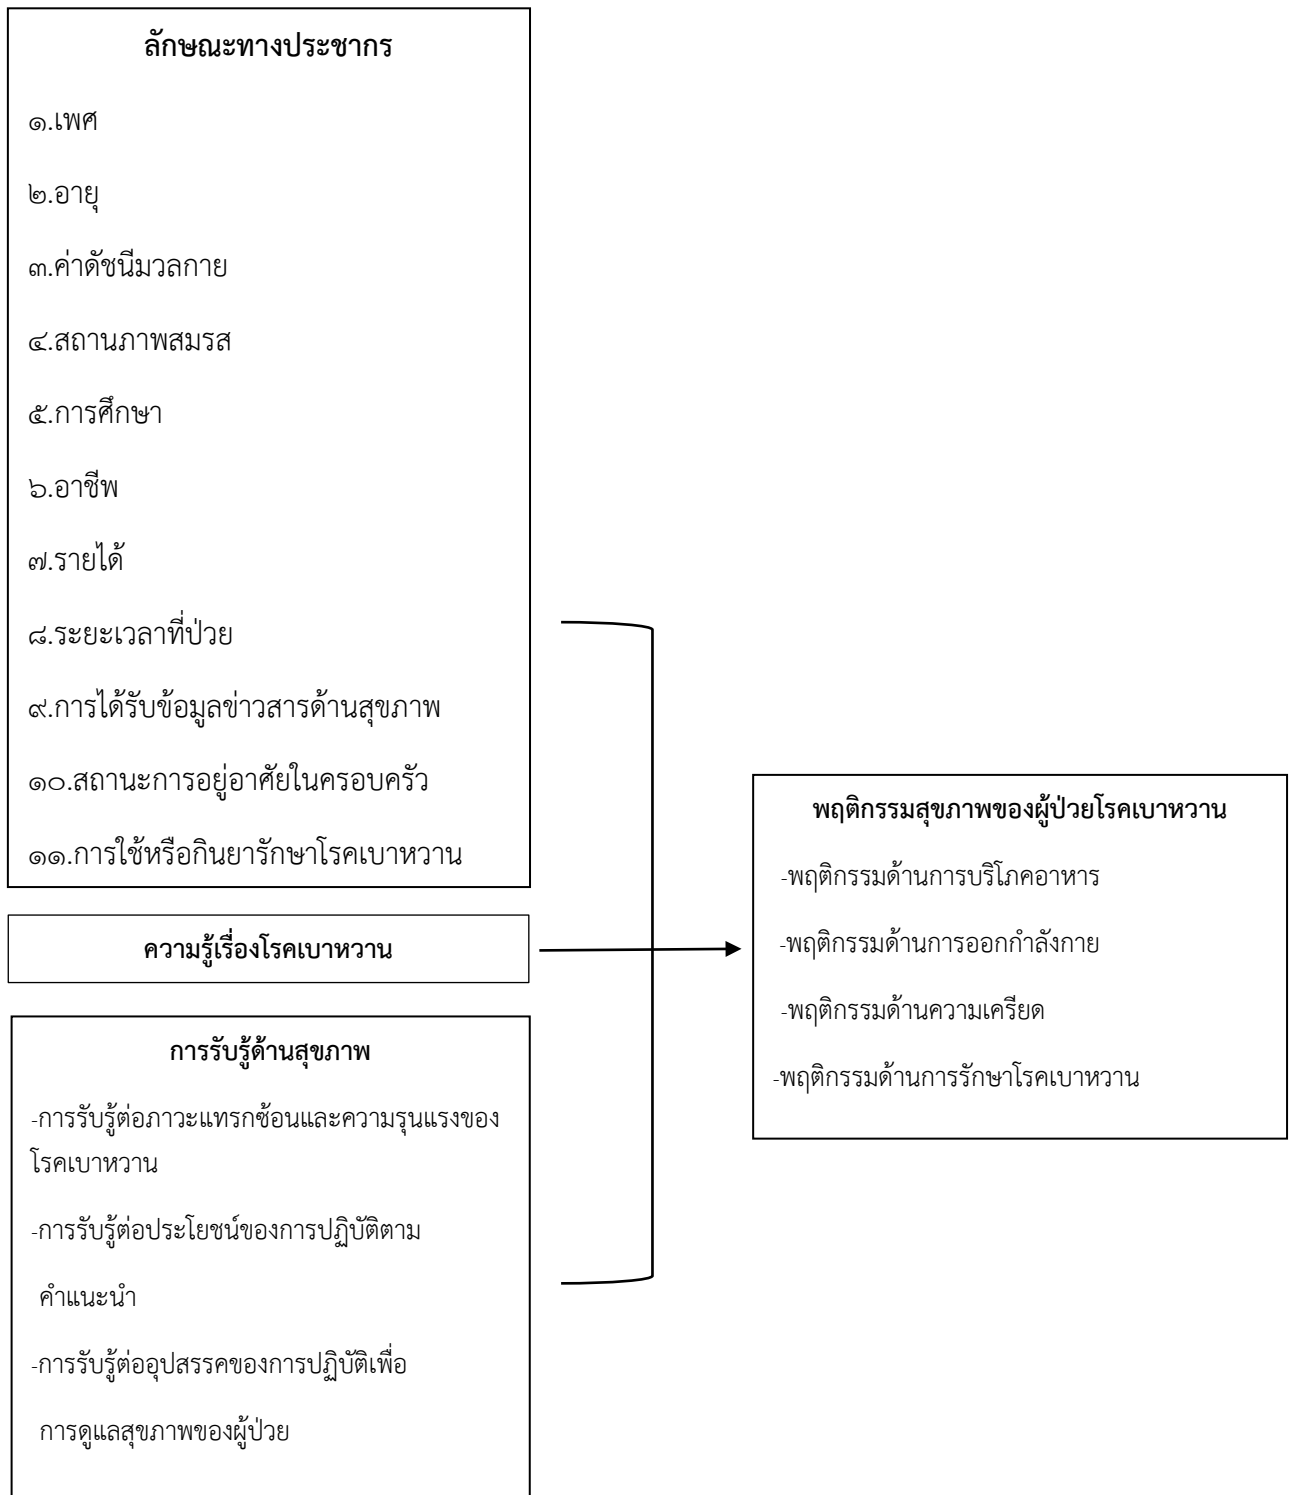 ลักษณะทางประชากร
๑.เพศ
๒.อายุ
๓.ค่าดัชนีมวลกาย
๔.สถานภาพสมรส
๕.การศึกษา
๖.อาชีพ
๗.รายได้
๘.ระยะเวลาที่ป่วย
๙.การได้รับข้อมูลข่าวสารด้านสุขภาพ
๑๐.สถานะการอยู่อาศัยในครอบครัว
๑๑.การใช้หรือกินยารักษาโรคเบาหวาน
ความรู้เรื่องโรคเบาหวาน
การรับรู้ด้านสุขภาพ
-การรับรู้ต่อภาวะแทรกซ้อนและความรุนแรงของ
โรคเบาหวาน
-การรับรู้ต่อประโยชน์ของการปฏิบัติตาม
คำแนะนำ
-การรับรู้ต่ออุปสรรคของการปฏิบัติเพื่อ
การดูแลสุขภาพของผู้ป่วย
พฤติกรรมสุขภาพของผู้ป่วยโรคเบาหวาน
-พฤติกรรมด้านการบริโภคอาหาร
-พฤติกรรมด้านการออกกำลังกาย
-พฤติกรรมด้านความเครียด
-พฤติกรรมด้านการรักษาโรคเบาหวาน